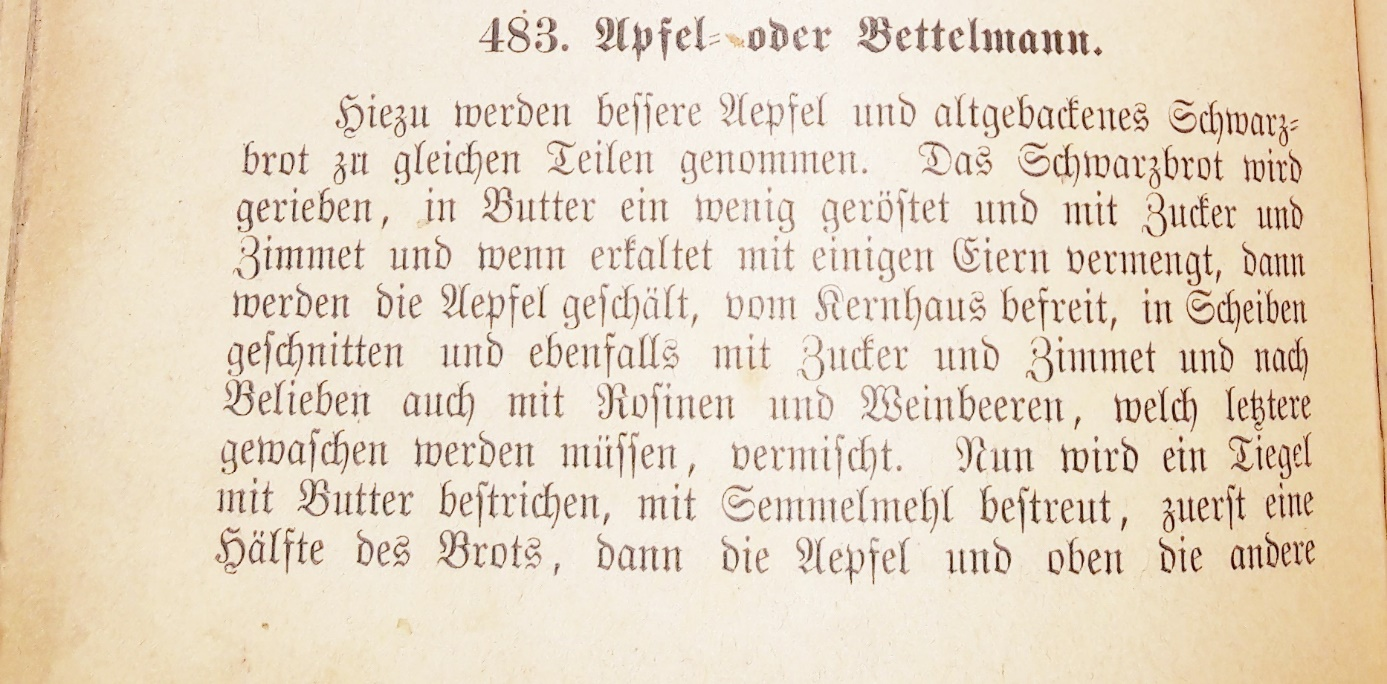 483. Apfel- oder Bettelmann.
Hiezu werden bessere Aepfel und altgebackenes Schwarz-
brot zu gleichen Teilen genommen. Das Schwarzbrot wird
gerieben, in Butter ein wenig geröstet und mit Zucker und
Zimmet und wenn erkaltet mit einigen Eiern vermengt, dann
werden die Aepfel geschält, vom Kernhaus befreit, in Scheiben
geschnitten und ebenfalls mit Zucker und Zimmet und nach
Belieben auch mit Rosinen und Weinbeeren, welch letztere
gewaschen werden müssen, vermischt. Nun wird ein Tiegel
mit Butter bestrichen, mit Semmelmehl bestreut, zuerst eine
Hälfte des Brots, dann die Aepfel und oben die andere